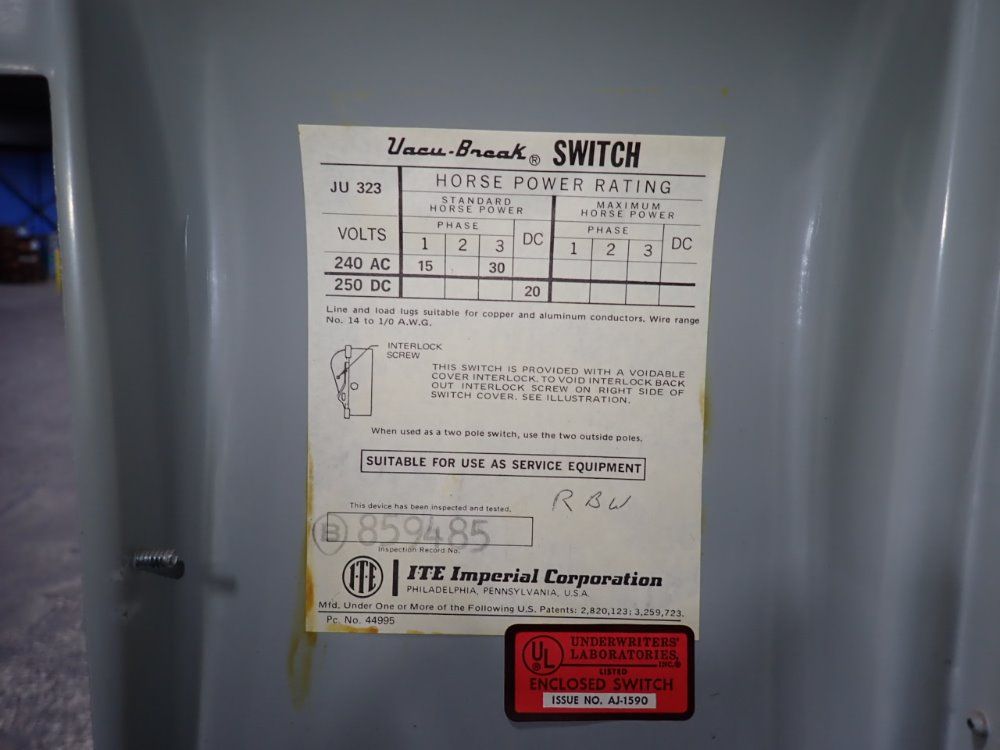 Vacu-Break® SWITCH
JU 323
HORSE POWER RATING
STANDARD HORSE POWER
MAXIMUM HORSE POWER
VOLTS
PHASE DC PHASE DC
1 2 3 1 2 3
240 AC 15 30
250 DC 20
Line and load lugs suitable for copper and aluminum conductors. Wire range
No. 14 to 1/0 A.W.G.
INTERLOCK
SCREW
THIS SWITCH IS PROVIDED WITH A VOIDABLE
COVER INTERLOCK. TO VOID INTERLOCK BACK
OUT INTERLOCK SCREW ON RIGHT SIDE OF
SWITCH COVER. SEE ILLUSTRATION.
When used as a two pole switch, use the two outside poles.
SUITABLE FOR USE AS SERVICE EQUIPMENT
RBW
This device has been inspected and tested.
B 859485
Inspection Record No.
ITE ITE Imperial Corporation
PHILADELPHIA, PENNSYLVANIA, U.S.A.
Mfd. Under One or More of the Following U.S. Patents: 2,820,123; 3,259,723.
Pc. No. 44995
UL UNDERWRITERS'
LABORATORIES,
INC.®
LISTED
ENCLOSED SWITCH
ISSUE NO. AJ-1590